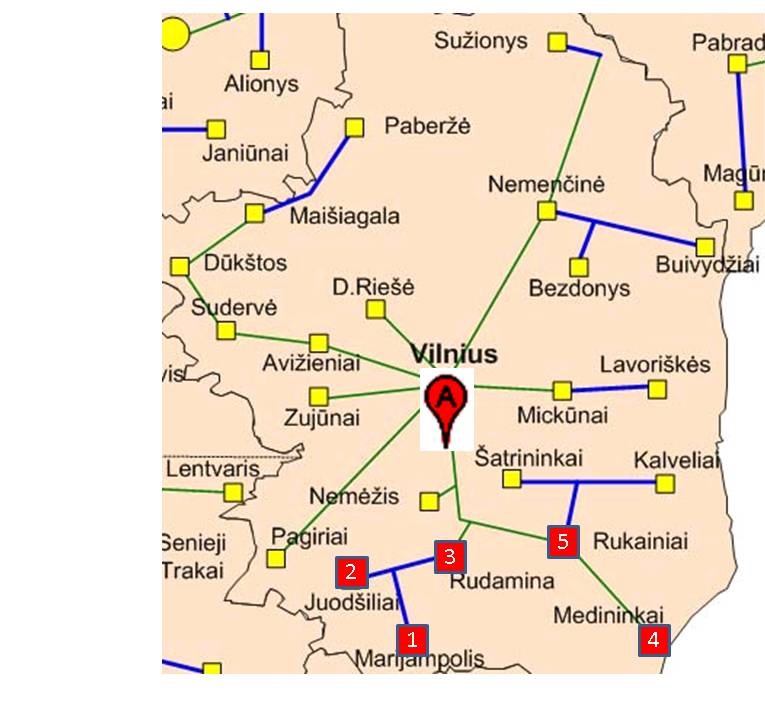 Sužionys
Pabrad
Alionys
ai
Paberžė
Janiūnai
Magūn
Nemenčinė
Maišiagala
Dūkštos
Buivydžiai
Bezdonys
D.Riešė
Sudervė
Vilnius
Avižieniai
Lavoriškės
vis
A
Zujūnai
Mickūnai
Šatrininkai
Kalveliai
Lentvaris
Nemėžis
Pagiriai
Senieji
Trakai
5
Rukainiai
3
2
Rudamina
Juodšiliai
Medininkai
1
4
Marijampolis